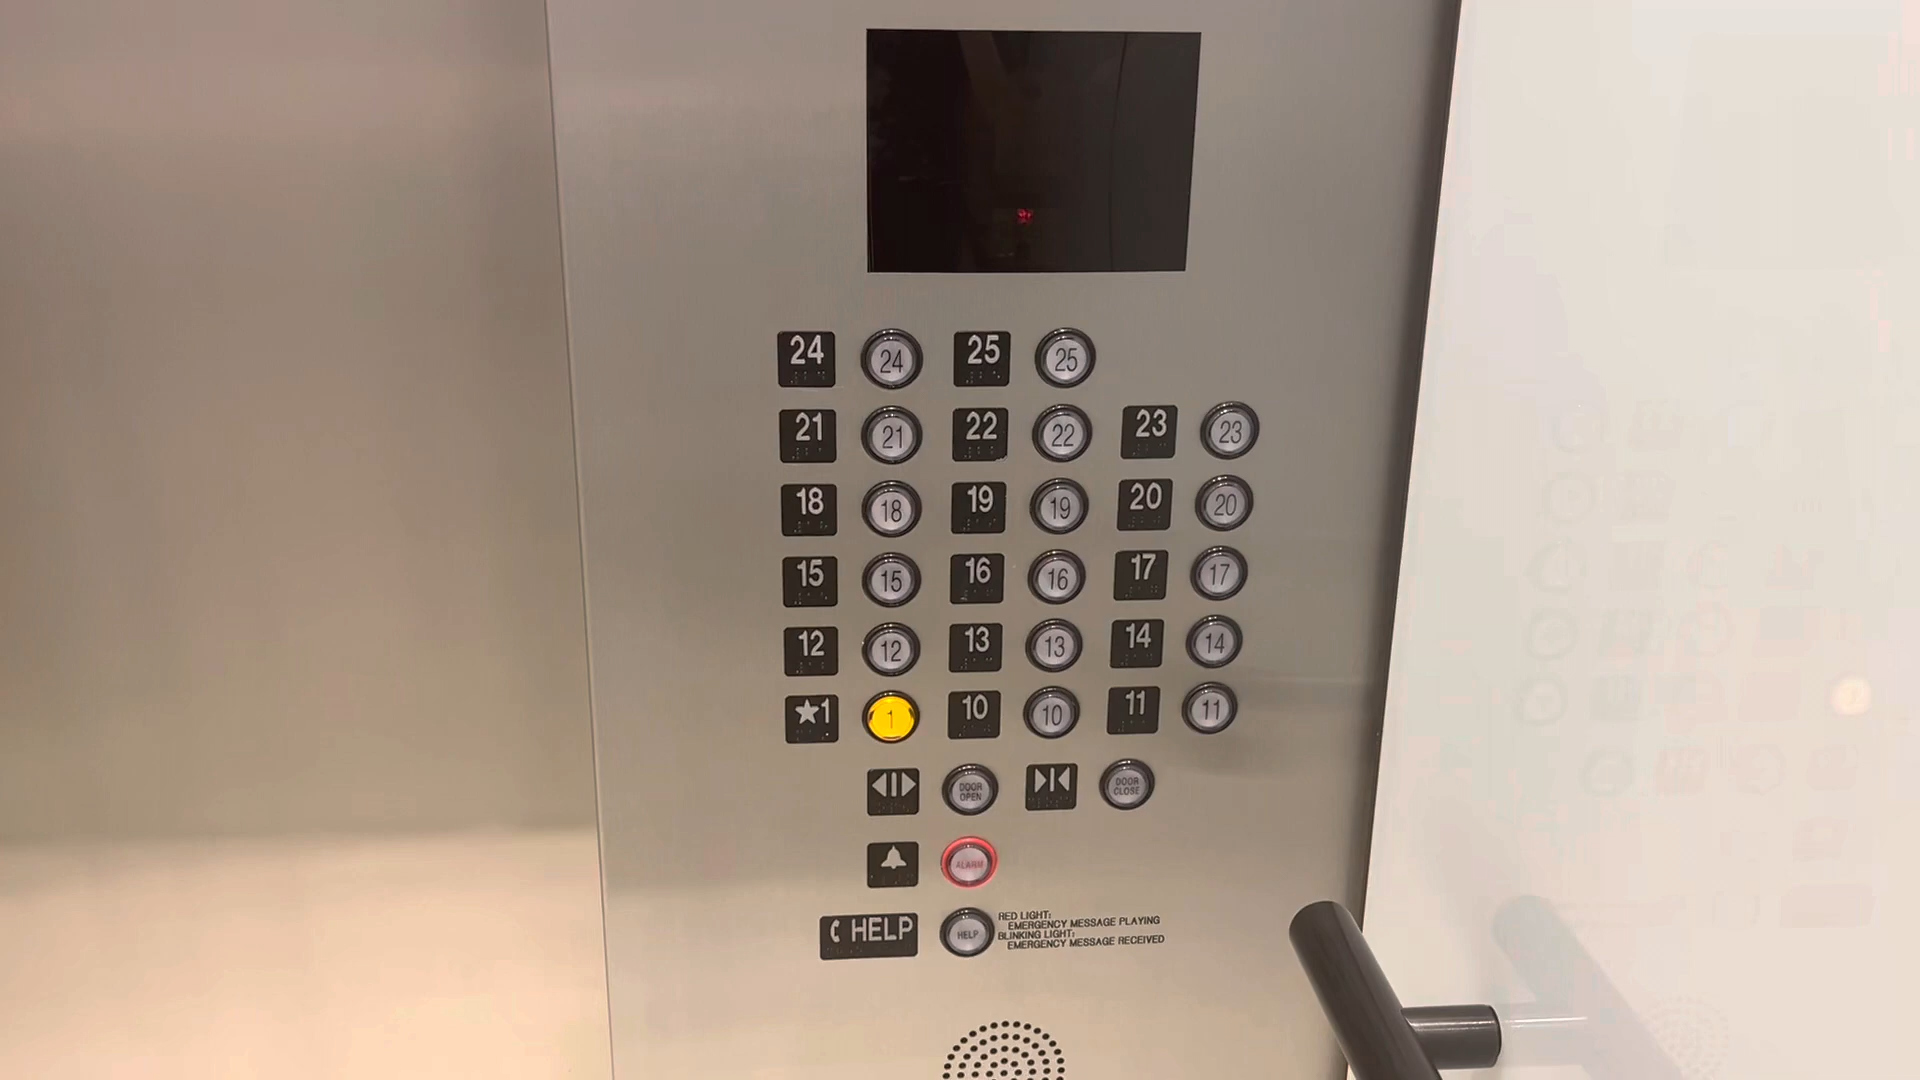 24 24 25 25
21 21 22 22 23 23
18 18 19 19 20 20
15 15 16 16 17 17
12 12 13 13 14 14
★1 1 10 10 11 11
DOOR OPEN DOOR CLOSE
ALARM
HELP HELP
RED LIGHT:
EMERGENCY MESSAGE PLAYING
BLINKING LIGHT:
EMERGENCY MESSAGE RECEIVED